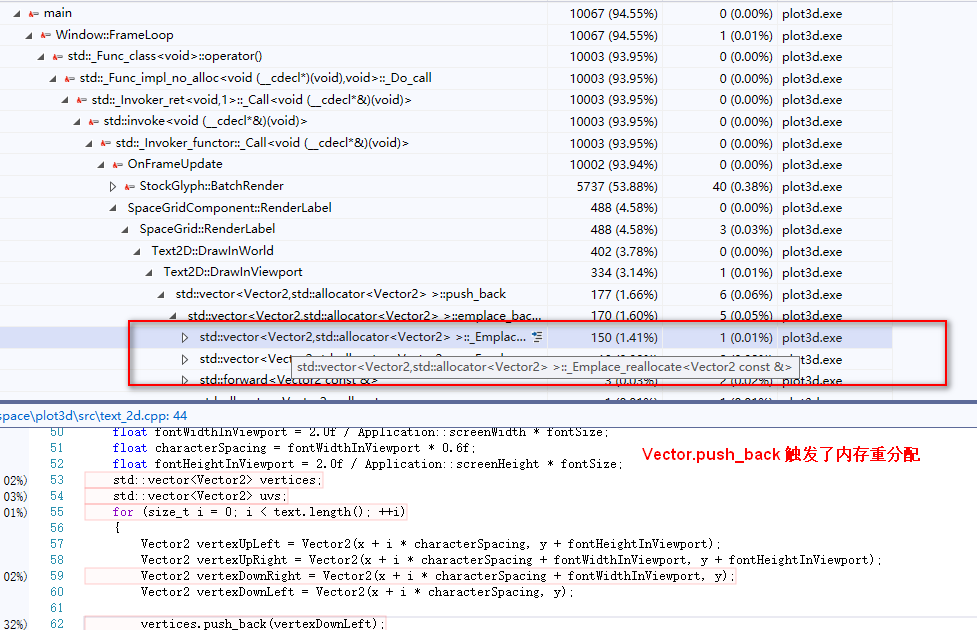 main 10067 (94.55%) 0 (0.00%) plot3d.exe
Window::FrameLoop 10067 (94.55%) 1 (0.01%) plot3d.exe
std::_Func_class<void>::operator() 10003 (93.95%) 0 (0.00%) plot3d.exe
std::_Func_impl_no_alloc<void (__cdecl*)(void),void>::_Do_call 10003 (93.95%) 0 (0.00%) plot3d.exe
std::_Invoker_ret<void,1>::_Call<void (__cdecl*&)(void)> 10003 (93.95%) 0 (0.00%) plot3d.exe
std::invoke<void (__cdecl*&)(void)> 10003 (93.95%) 0 (0.00%) plot3d.exe
std::_Invoker_functor::_Call<void (__cdecl*&)(void)> 10003 (93.95%) 0 (0.00%) plot3d.exe
OnFrameUpdate 10002 (93.94%) 0 (0.00%) plot3d.exe
StockGlyph::BatchRender 5737 (53.88%) 40 (0.38%) plot3d.exe
SpaceGridComponent::RenderLabel 488 (4.58%) 0 (0.00%) plot3d.exe
SpaceGrid::RenderLabel 488 (4.58%) 3 (0.03%) plot3d.exe
Text2D::DrawInWorld 402 (3.78%) 0 (0.00%) plot3d.exe
Text2D::DrawInViewport 334 (3.14%) 1 (0.01%) plot3d.exe
std::vector<Vector2,std::allocator<Vector2> >::push_back 177 (1.66%) 6 (0.06%) plot3d.exe
std::vector<Vector2,std::allocator<Vector2> >::emplace_bac... 170 (1.60%) 5 (0.05%) plot3d.exe
std::vector<Vector2,std::allocator<Vector2> >::_Emplac... 150 (1.41%) 1 (0.01%) plot3d.exe
std::vector<Vect
std::vector<Vector2,std::allocator<Vector2> >::_Emplace_reallocate<Vector2 const &>
std::forward<Vector2 const &> 3 (0.03%) 2 (0.02%) plot3d.exe
space\plot3d\src\text_2d.cpp: 44
50 float fontWidthInViewport = 2.0f / Application::screenWidth * fontSize;
51 float characterSpacing = fontWidthInViewport * 0.6f;
52 float fontHeightInViewport = 2.0f / Application::screenHeight * fontSize;
Vector.push_back 触发了内存重分配
02%) 53 std::vector<Vector2> vertices;
03%) 54 std::vector<Vector2> uvs;
01%) 55 for (size_t i = 0; i < text.length(); ++i)
56 {
57 Vector2 vertexUpLeft = Vector2(x + i * characterSpacing, y + fontHeightInViewport);
58 Vector2 vertexUpRight = Vector2(x + i * characterSpacing + fontWidthInViewport, y + fontHeightInViewport);
02%) 59 Vector2 vertexDownRight = Vector2(x + i * characterSpacing + fontWidthInViewport, y);
60 Vector2 vertexDownLeft = Vector2(x + i * characterSpacing, y);
61
32%) 62 vertices.push_back(vertexDownLeft);